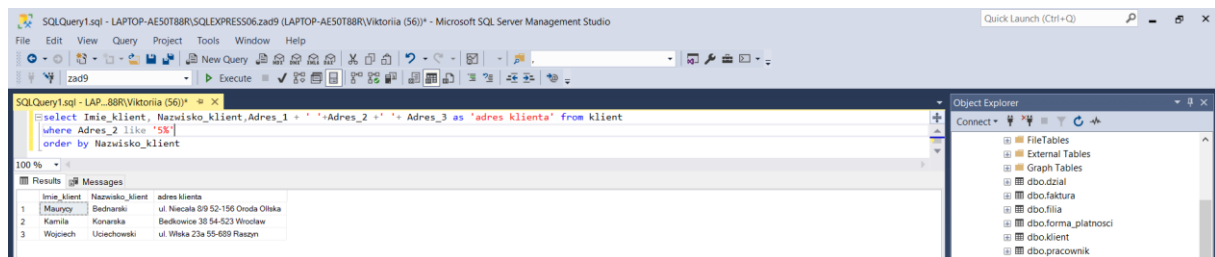 SQLQuery1.sql - LAPTOP-AE50T88R\SQLEXPRESS06.zad9 (LAPTOP-AE50T88R\Viktoriia (56))* - Microsoft SQL Server Management Studio
Quick Launch (Ctrl+Q)
File Edit View Query Project Tools Window Help
New Query
zad9
Execute
SQLQuery1.sql - LAP...88R\Viktoriia (56))*
Object Explorer
select Imie_klient, Nazwisko_klient,Adres_1 + ' '+Adres_2 +' '+ Adres_3 as 'adres klienta' from klient
where Adres_2 like '5%'
order by Nazwisko_klient
Connect
FileTables
External Tables
Graph Tables
dbo.dzial
dbo.faktura
dbo.filia
dbo.forma_platnosci
dbo.klient
dbo.pracownik
100 %
Results Messages
Imie_klient Nazwisko_klient adres klienta
1 Maurycy Bednarski ul. Niecała 8/9 52-156 Oroda Olśka
2 Kamila Konarska Bedkowice 38 54-523 Wrocław
3 Wojciech Uciechowski ul. Wiska 23a 55-689 Raszyn